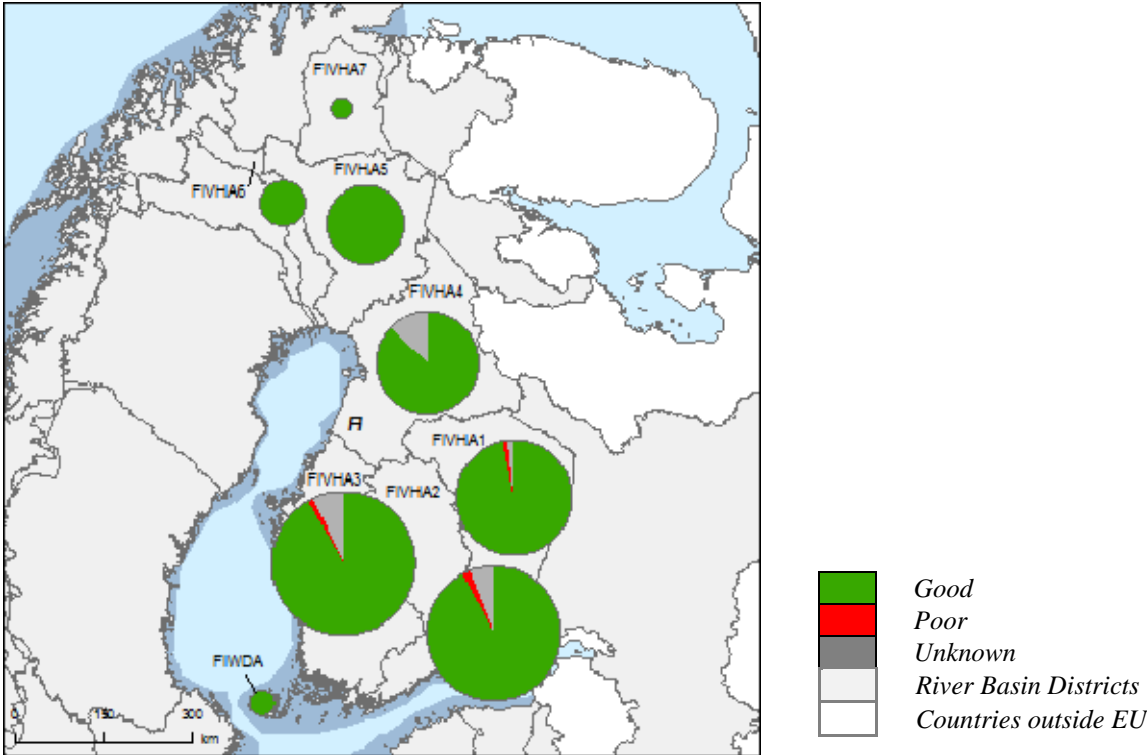 FIVHA7
FIVHA5
FIVHA6
FIVHA4
FI
FIVHA1
FIVHA3
FIVHA2
FIWDA
0 150 300
km
Good
Poor
Unknown
River Basin Districts
Countries outside EU